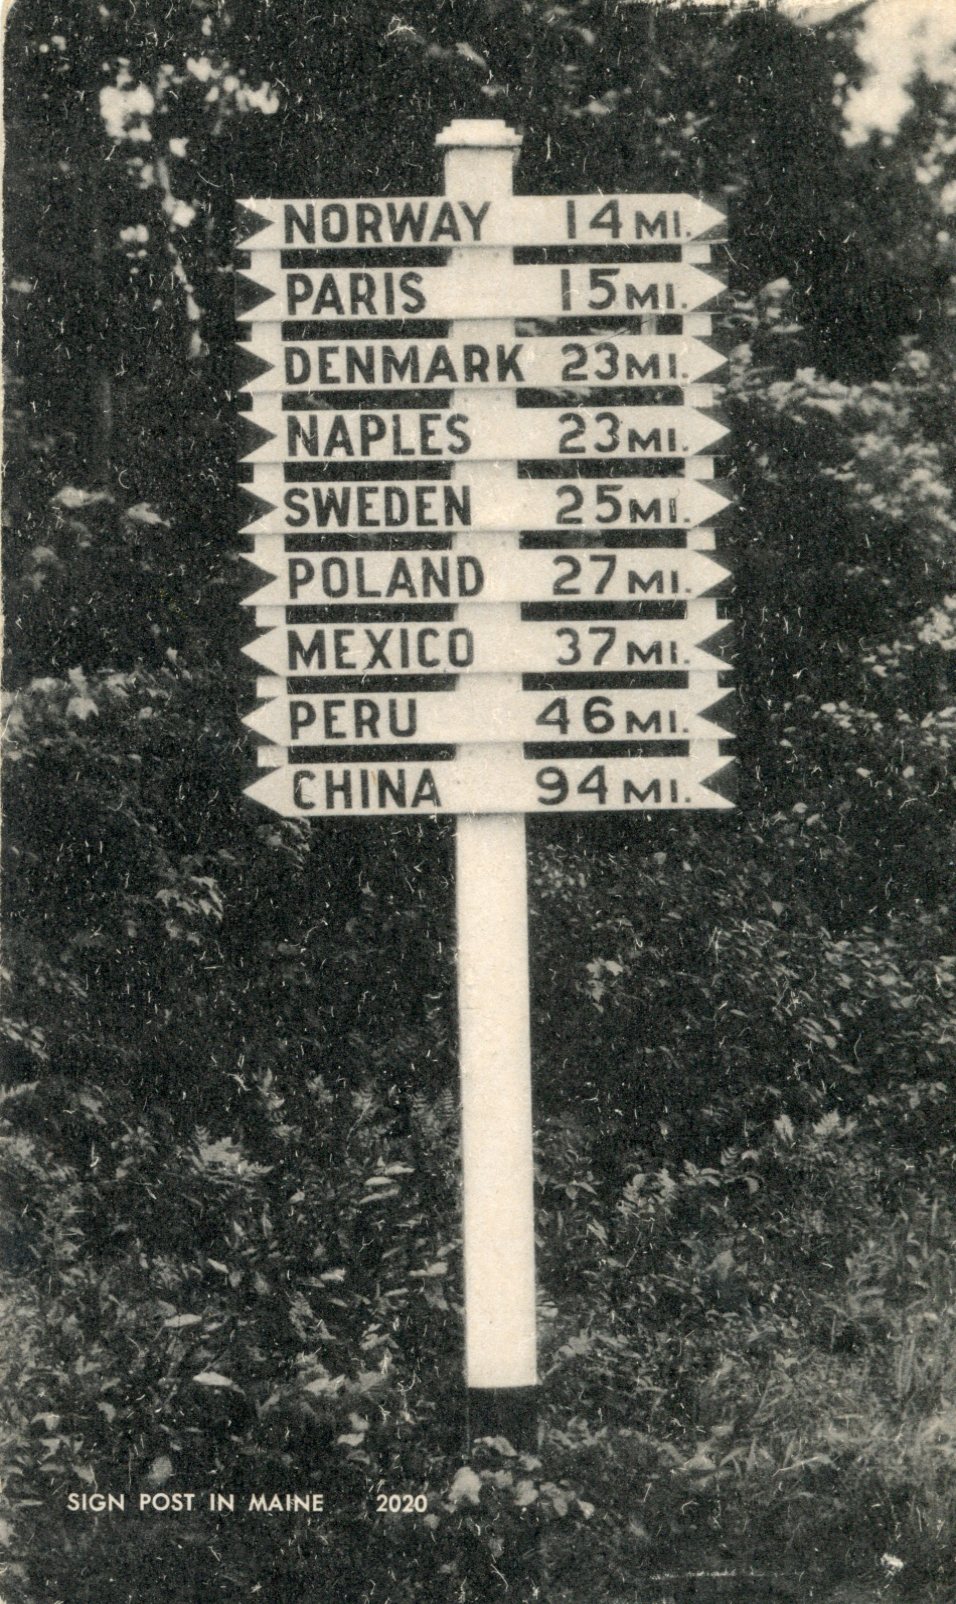 NORWAY 14 MI.
PARIS 15 MI.
DENMARK 23 MI.
NAPLES 23 MI.
SWEDEN 25 MI.
POLAND 27 MI.
MEXICO 37 MI.
PERU 46 MI.
CHINA 94 MI.
SIGN POST IN MAINE 2020